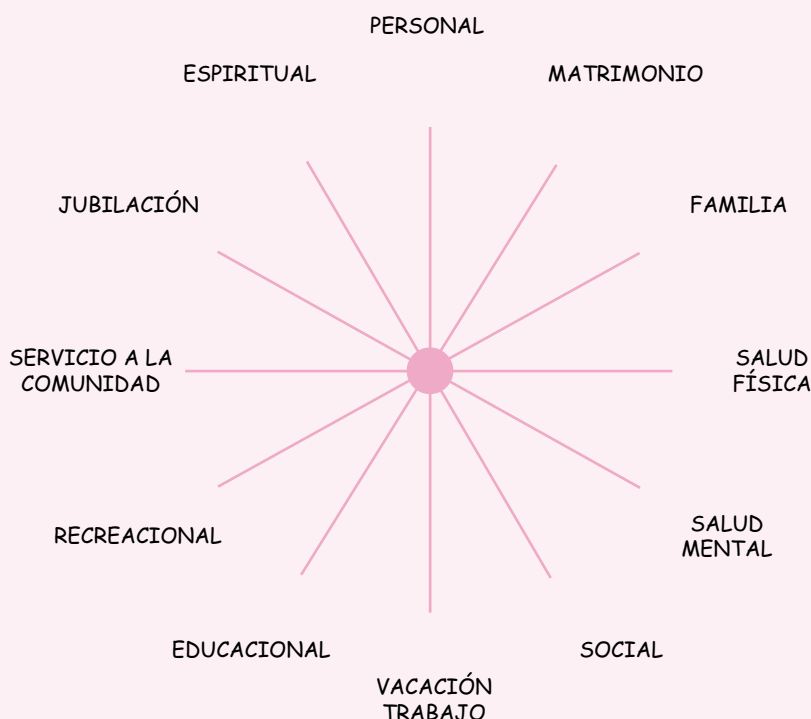 PERSONAL
ESPIRITUAL
MATRIMONIO
JUBILACIÓN
FAMILIA
SERVICIO A LA
COMUNIDAD
SALUD
FÍSICA
RECREACIONAL
SALUD
MENTAL
EDUCACIONAL
SOCIAL
VACACIÓN
TRABAJO